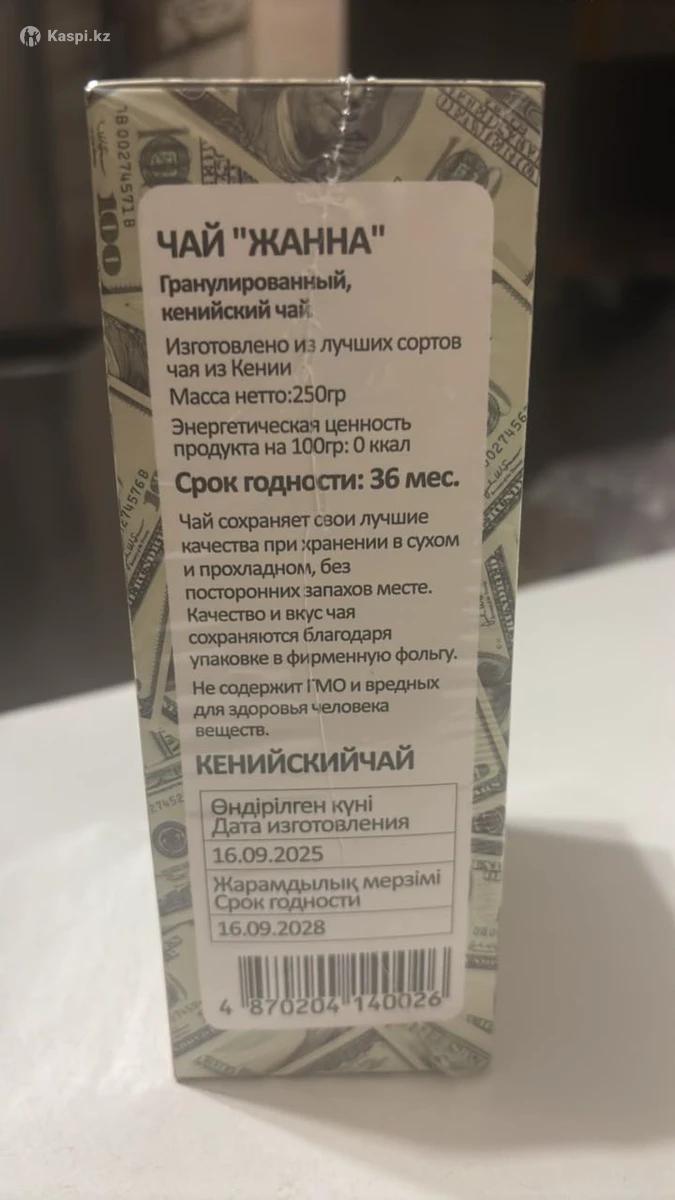 Kaspi.kz
ЧАЙ "ЖАННА"
Гранулированный,
кенийский чай
Изготовлено из лучших сортов
чая из Кении
Масса нетто:250гр
Энергетическая ценность
продукта на 100гр: 0 ккал
Срок годности: 36 мес.
Чай сохраняет свои лучшие
качества при хранении в сухом
и прохладном, без
посторонних запахов месте.
Качество и вкус чая
сохраняются благодаря
упаковке в фирменную фольгу.
Не содержит ГМО и вредных
для здоровья человека
веществ.
КЕНИЙСКИЙЧАЙ
Өндірілген күні
Дата изготовления
16.09.2025
Жарамдылық мерзімі
Срок годности
16.09.2028
4 870204 140026
100